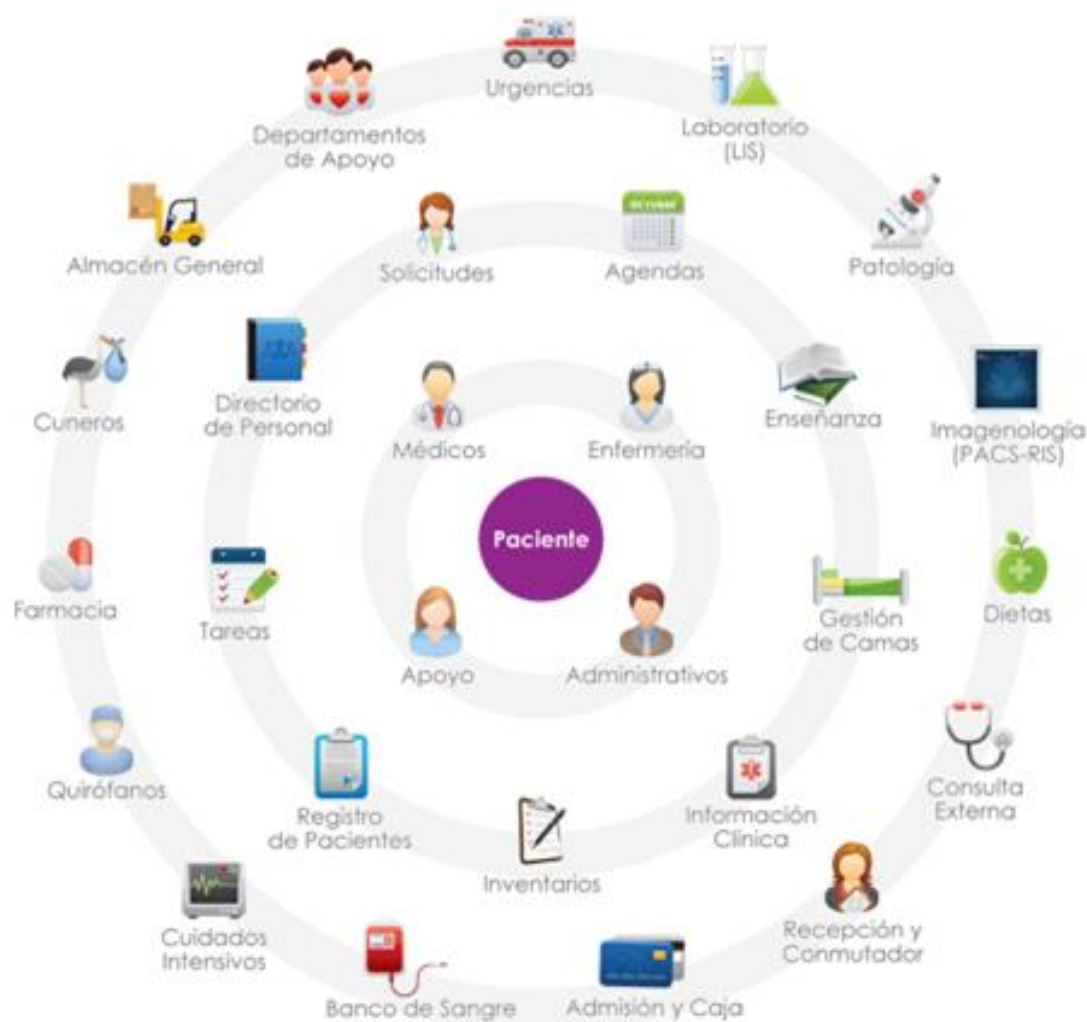 Urgencias
Departamentos
de Apoyo
Laboratorio
(LIS)
Almacén General
Solicitudes
OCTUBRE
Agendas
Patología
Cuneros
Directorio
de Personal
Médicos
Enfermería
Enseñanza
Imagenología
(PACS-RIS)
Paciente
Farmacia
Tareas
Apoyo
Administrativos
Gestión
de Camas
Dietas
Quirófanos
Registro
de Pacientes
Inventarios
Información
Clínica
Consulta
Externa
Cuidados
Intensivos
Banco de Sangre
Admisión y Caja
Recepción y
Conmutador